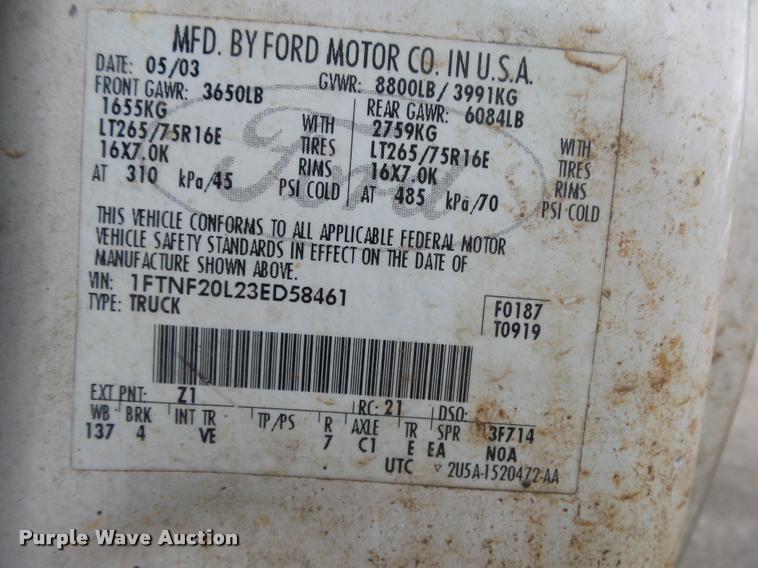 MFD. BY FORD MOTOR CO. IN U.S.A.
DATE: 05/03 GVWR: 8800LB/ 3991KG
FRONT GAWR: 3650LB REAR GAWR: 6084LB
1655KG WITH 2759KG WITH
LT265/75R16E TIRES LT265/75R16E TIRES
16X7.0K RIMS 16X7.0K RIMS
AT 310 kPa/45 PSI COLD AT 485 kPa/70 PSI COLD
Ford
THIS VEHICLE CONFORMS TO ALL APPLICABLE FEDERAL MOTOR
VEHICLE SAFETY STANDARDS IN EFFECT ON THE DATE OF
MANUFACTURE SHOWN ABOVE.
VIN: 1FTNF20L23ED58461 F0187
TYPE: TRUCK T0919
EXT PNT: Z1 RC: 21 DSO:
WB BRK INT TR TP/PS R AXLE TR SPR 3F714
137 4 VE 7 C1 E EA NOA
UTC ▽ 2U5A-1520472-AA
Purple Wave Auction